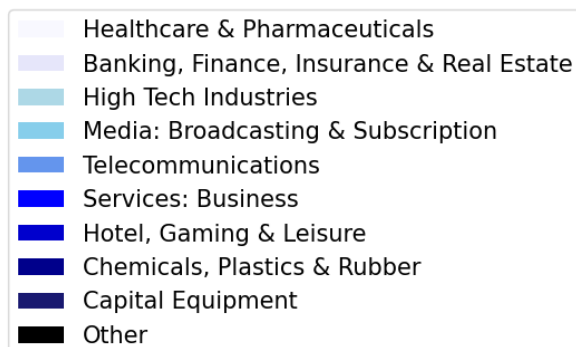 Healthcare & Pharmaceuticals
Banking, Finance, Insurance & Real Estate
High Tech Industries
Media: Broadcasting & Subscription
Telecommunications
Services: Business
Hotel, Gaming & Leisure
Chemicals, Plastics & Rubber
Capital Equipment
Other